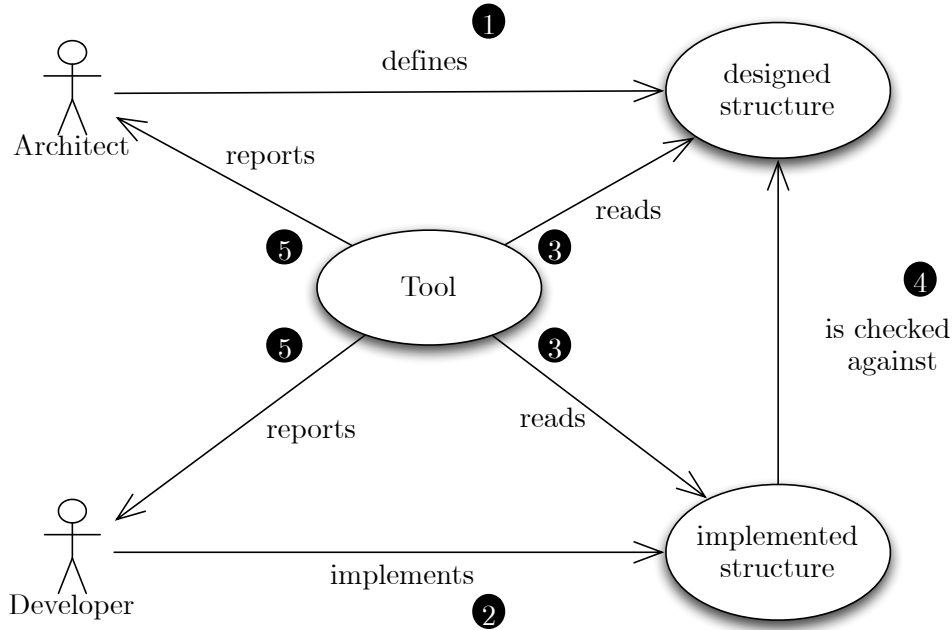 1
defines
designed
structure
Architect
reports
reads
5
3
Tool
4
is checked
against
5
3
reads
reports
implemented
structure
implements
Developer
2